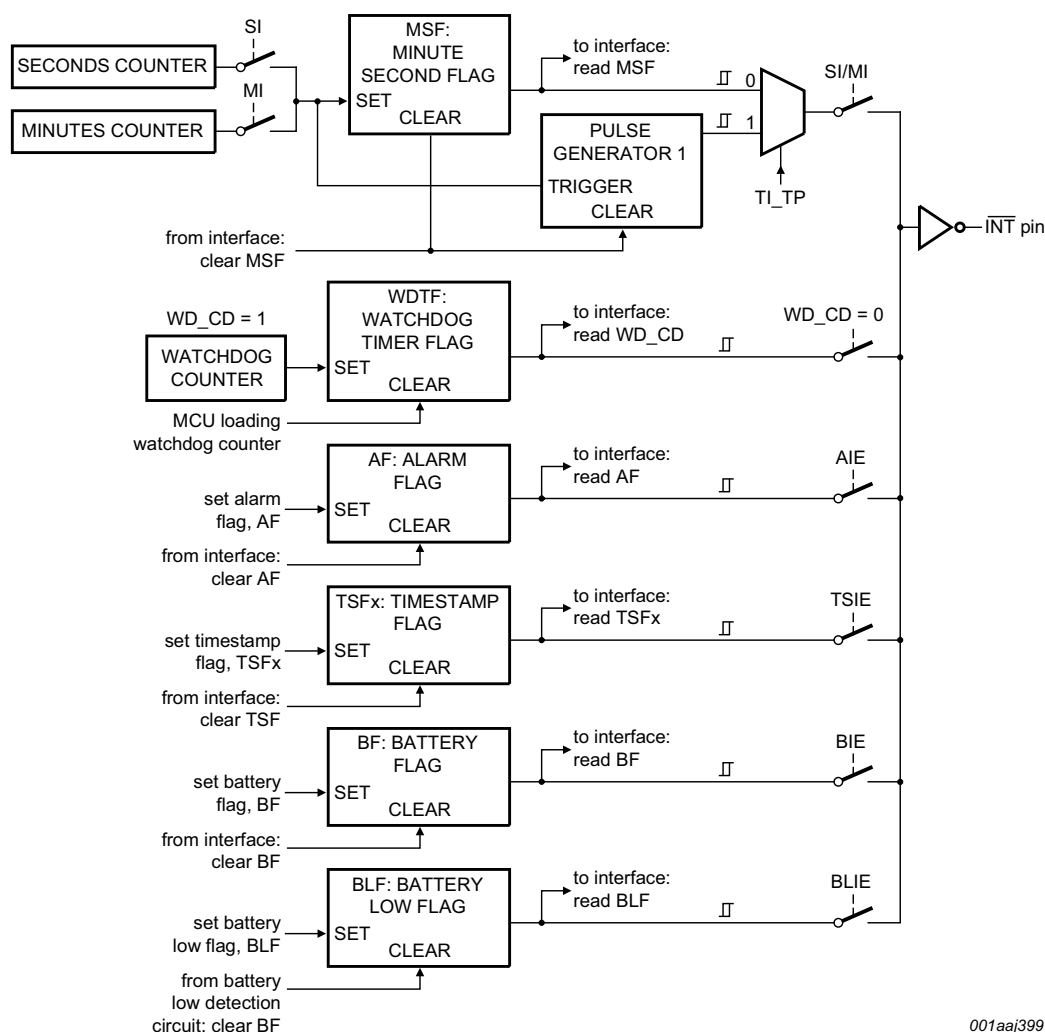 SI
SECONDS COUNTER
MI
MINUTES COUNTER
MSF:
MINUTE
SECOND FLAG
SET
CLEAR
to interface:
read MSF
0
1
SI/MI
PULSE
GENERATOR 1
TRIGGER
CLEAR
TI_TP
INT pin
from interface:
clear MSF
WD_CD = 1
WATCHDOG
COUNTER
WDTF:
WATCHDOG
TIMER FLAG
SET
CLEAR
to interface:
read WD_CD
WD_CD = 0
MCU loading
watchdog counter
AF: ALARM
FLAG
SET
CLEAR
to interface:
read AF
AIE
set alarm
flag, AF
from interface:
clear AF
TSFx: TIMESTAMP
FLAG
SET
CLEAR
to interface:
read TSFx
TSIE
set timestamp
flag, TSFx
from interface:
clear TSF
BF: BATTERY
FLAG
SET
CLEAR
to interface:
read BF
BIE
set battery
flag, BF
from interface:
clear BF
BLF: BATTERY
LOW FLAG
SET
CLEAR
to interface:
read BLF
BLIE
set battery
low flag, BLF
from battery
low detection
circuit: clear BF
001aaj399